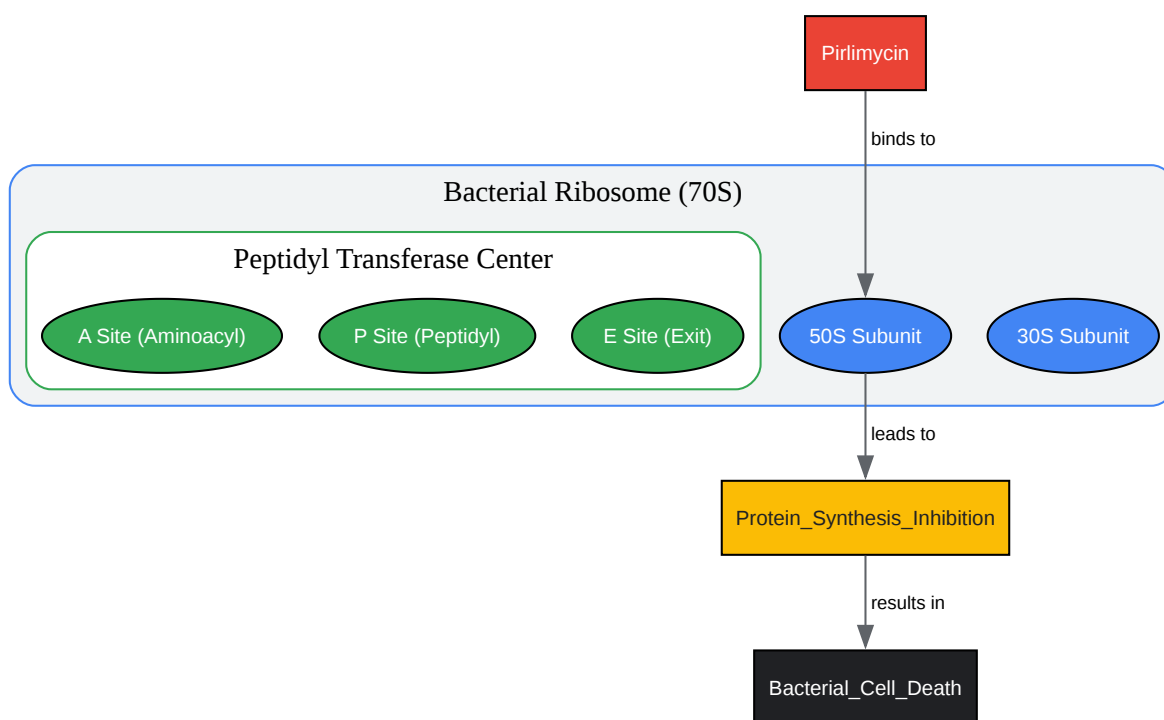 Pirlimycin
binds to
Bacterial Ribosome (70S)
Peptidyl Transferase Center
A Site (Aminoacyl)
P Site (Peptidyl)
E Site (Exit)
50S Subunit
30S Subunit
leads to
Protein_Synthesis_Inhibition
results in
Bacterial_Cell_Death